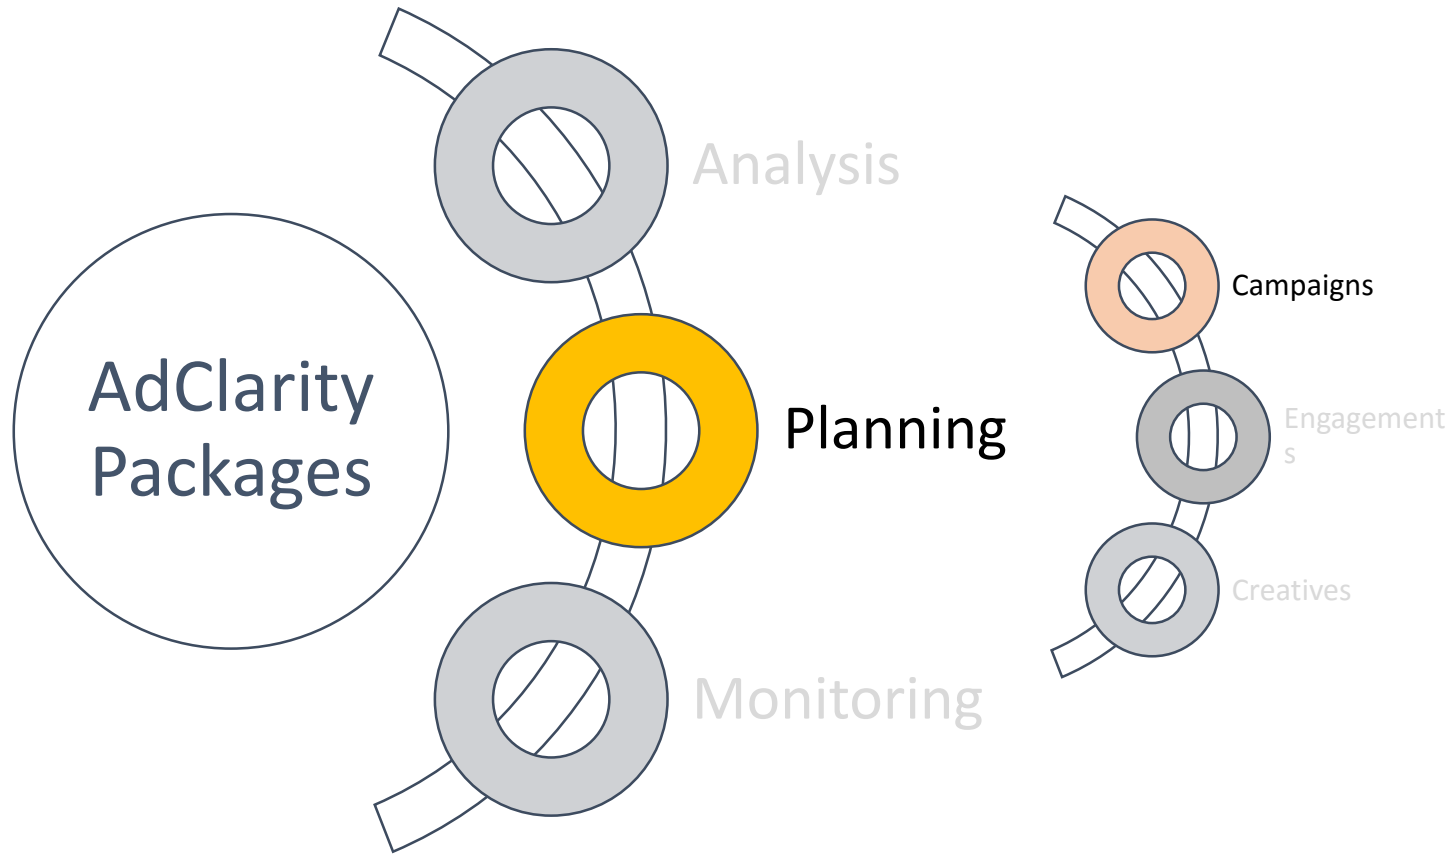 AdClarity
Packages
Analysis
Planning
Monitoring
Campaigns
Engagement
s
Creatives